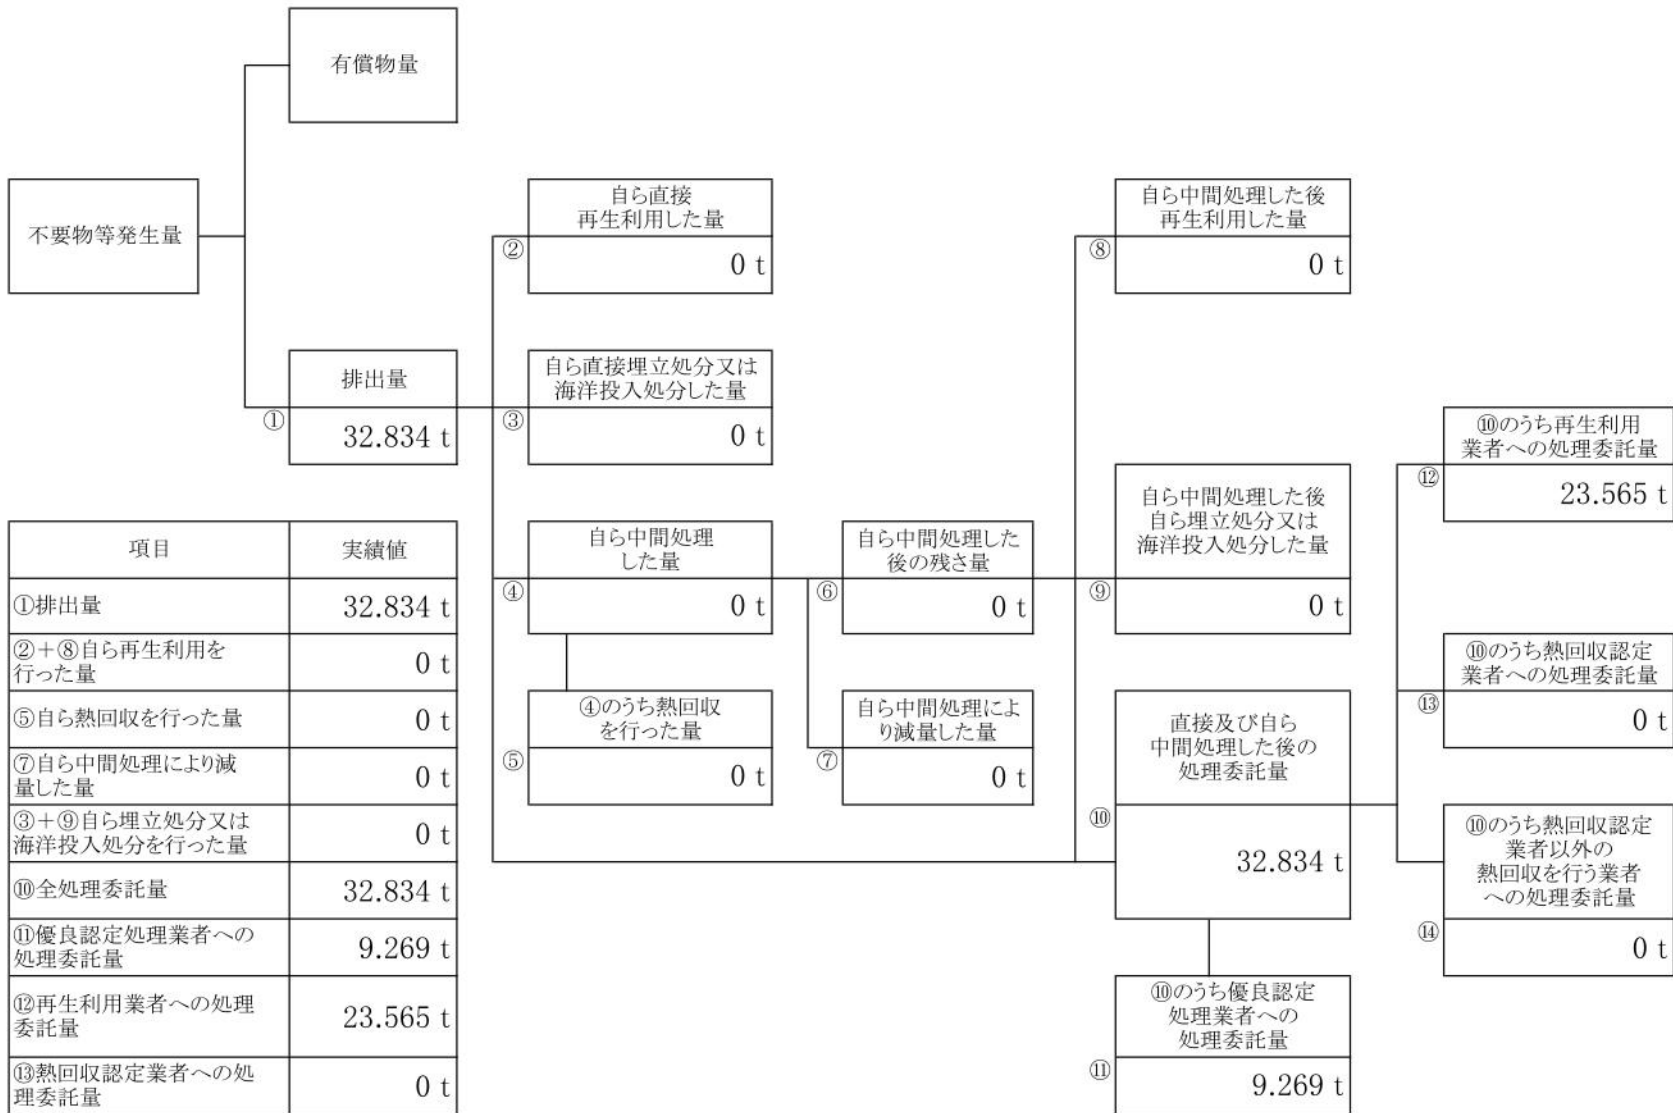 有償物量
不要物等発生量
自ら直接
再生利用した量
②
0 t
自ら中間処理した後
再生利用した量
⑧
0 t
排出量
①
32.834 t
自ら直接埋立処分又は
海洋投入処分した量
③
0 t
⑩のうち再生利用
業者への処理委託量
⑫
23.565 t
自ら中間処理
した量
④
0 t
自ら中間処理した
後の残さ量
⑥
0 t
自ら中間処理した後
自ら埋立処分又は
海洋投入処分した量
⑨
0 t
⑩のうち熱回収認定
業者への処理委託量
⑬
0 t
④のうち熱回収
を行った量
⑤
0 t
自ら中間処理によ
り減量した量
⑦
0 t
直接及び自ら
中間処理した後の
処理委託量
⑩
32.834 t
⑩のうち熱回収認定
業者以外の
熱回収を行う業者
への処理委託量
⑭
0 t
⑩のうち優良認定
処理業者への
処理委託量
⑪
9.269 t
項目 実績値
①排出量 32.834 t
②+⑧自ら再生利用を
行った量 0 t
⑤自ら熱回収を行った量 0 t
⑦自ら中間処理により減
量した量 0 t
③+⑨自ら埋立処分又は
海洋投入処分を行った量 0 t
⑩全処理委託量 32.834 t
⑪優良認定処理業者への
処理委託量 9.269 t
⑫再生利用業者への処理
委託量 23.565 t
⑬熱回収認定業者への処
理委託量 0 t